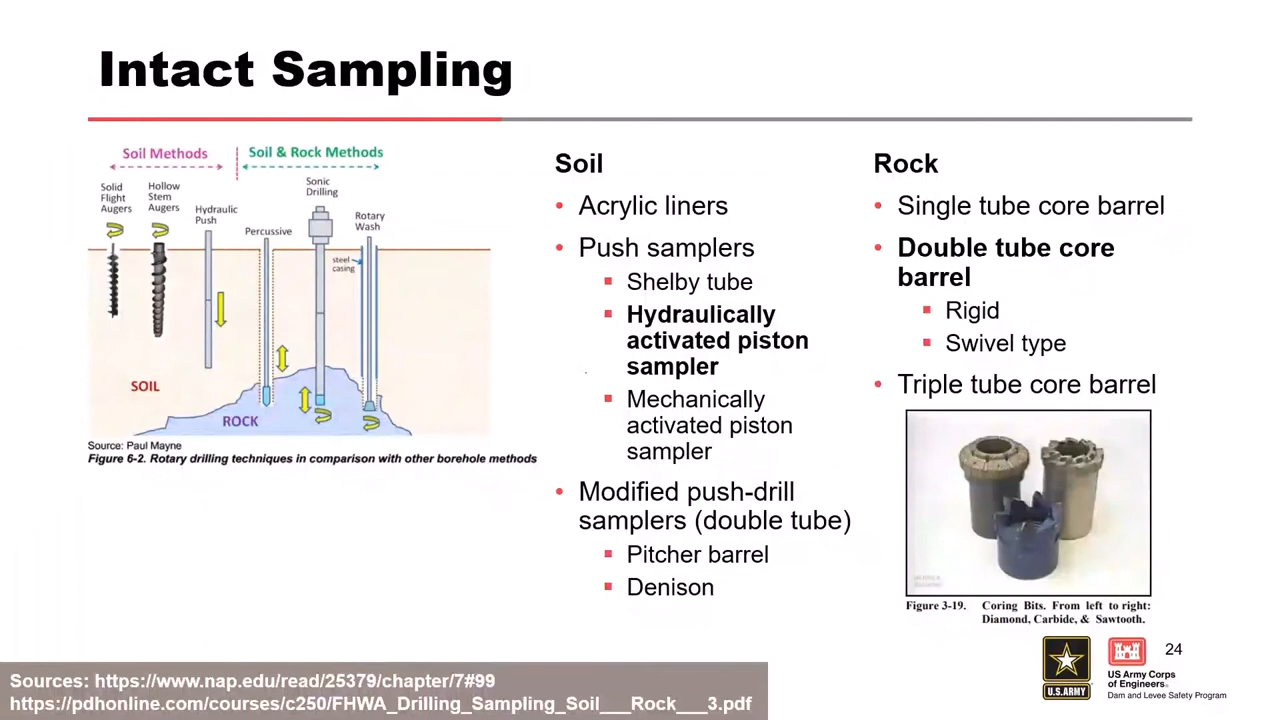 Intact Sampling
Soil Methods
Soil & Rock Methods
Solid
Flight
Augers
Hollow
Stem
Augers
Hydraulic
Push
Percussive
Sonic
Drilling
Rotary
Wash
steel
casing
SOIL
ROCK
Source: Paul Mayne
Figure 6-2. Rotary drilling techniques in comparison with other borehole methods
Soil
• Acrylic liners
• Push samplers
▪ Shelby tube
▪ Hydraulically
activated piston
sampler
▪ Mechanically
activated piston
sampler
• Modified push-drill
samplers (double tube)
▪ Pitcher barrel
▪ Denison
Rock
• Single tube core barrel
• Double tube core
barrel
▪ Rigid
▪ Swivel type
• Triple tube core barrel
Figure 3-19. Coring Bits. From left to right:
Diamond, Carbide, & Sawtooth.
U.S. ARMY
US Army Corps
of Engineers®
Dam and Levee Safety Program
24
Sources: https://www.nap.edu/read/25379/chapter/7#99
https://pdhonline.com/courses/c250/FHWA_Drilling_Sampling_Soil___Rock___3.pdf